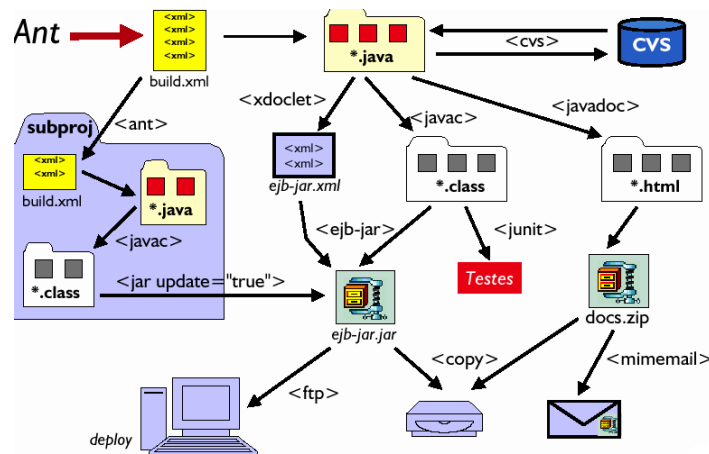 Ant
<xml>
<xml>
<xml>
<xml>
build.xml
*.java
<cvs>
CVS
<xdoclet>
<javac>
<javadoc>
subproj
<ant>
<xml>
<xml>
build.xml
*.java
<xml>
<xml>
ejb-jar.xml
*.class
*.html
<javac>
<ejb-jar>
<junit>
*.class
<jar update="true">
Testes
ejb-jar.jar
docs.zip
<copy>
<mimemail>
<ftp>
deploy